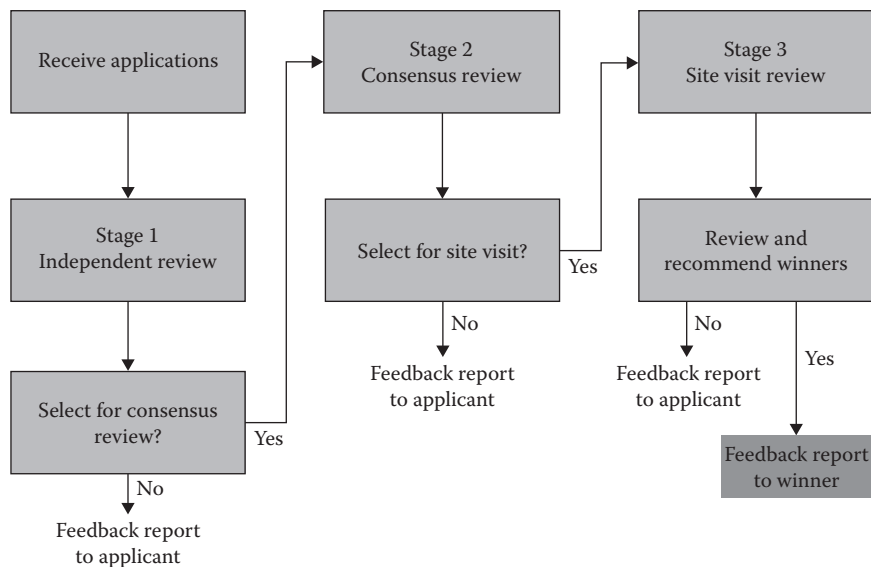 Receive applications
Stage 1
Independent review
Select for consensus
review?
Yes
No
Feedback report
to applicant
Stage 2
Consensus review
Select for site visit?
Yes
No
Feedback report
to applicant
Stage 3
Site visit review
Review and
recommend winners
No
Feedback report
to applicant
Yes
Feedback report
to winner